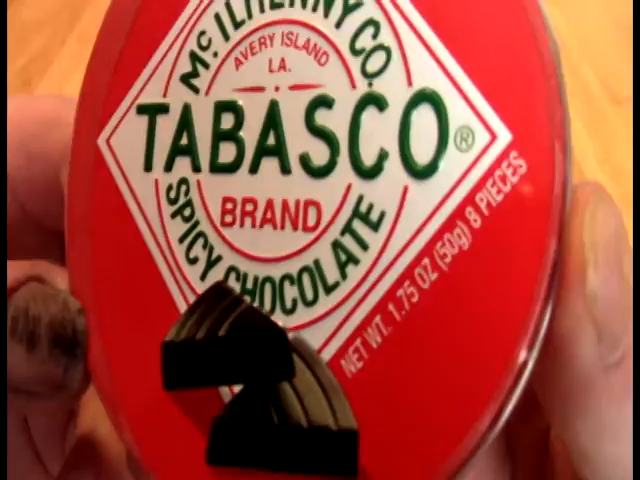 McILHENNY CO.
AVERY ISLAND
LA.
TABASCO®
BRAND
SPICY CHOCOLATE
NET WT. 1.75 OZ (50g) 8 PIECES